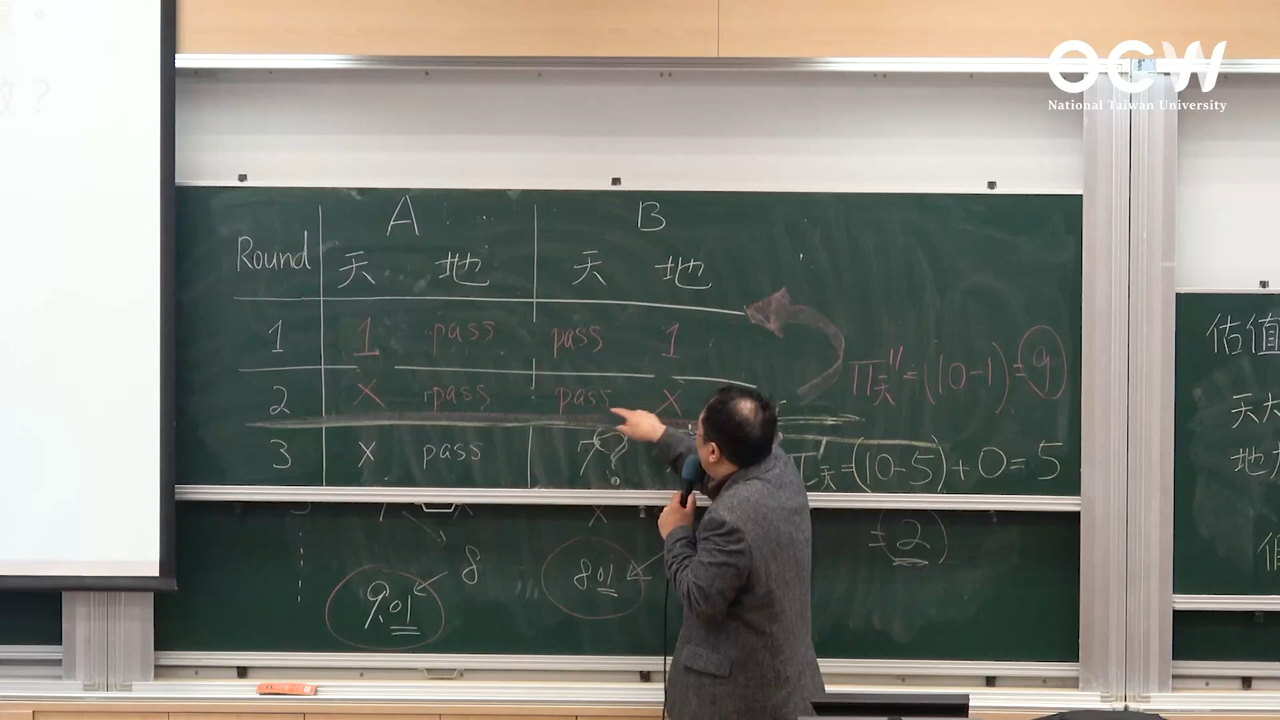 OCW
National Taiwan University
?
A B
Round 天 地 天 地
1 1 pass pass 1
2 X pass pass X
3 X pass 7?
Π天''=(10-1)=9
天=(10-5)+0=5
8
9.01
X
8.01
=2
估值
天
地